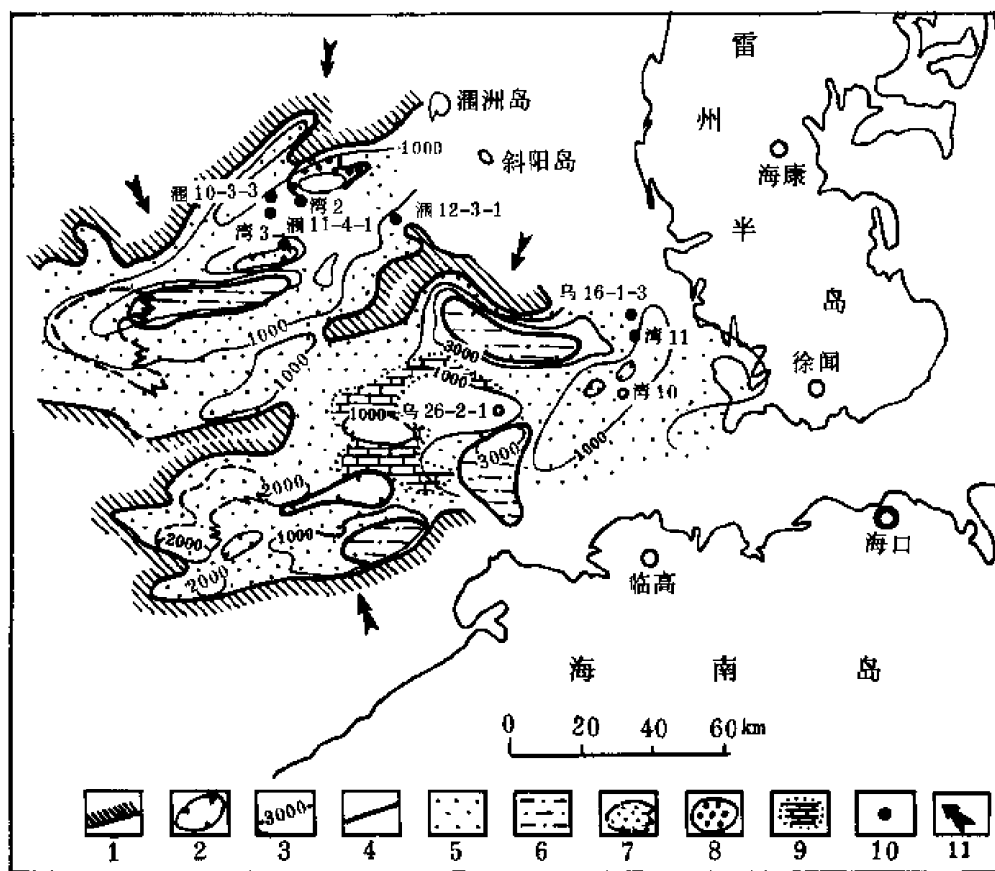 雷
州
半
岛
涠洲岛
斜阳岛
海康
徐闻
1000
涠 10-3-3
湾 2
涠 11-4-1
涠 12-3-1
湾 3
乌 16-1-3
湾 11
湾 10
3000
1000
1000
1000
1000
乌 26-2-1
3000
1000
2000
2000
1000
2000
海口
临高
海 南 岛
0 20 40 60 km
3000
1 2 3 4 5 6 7 8 9 10 11